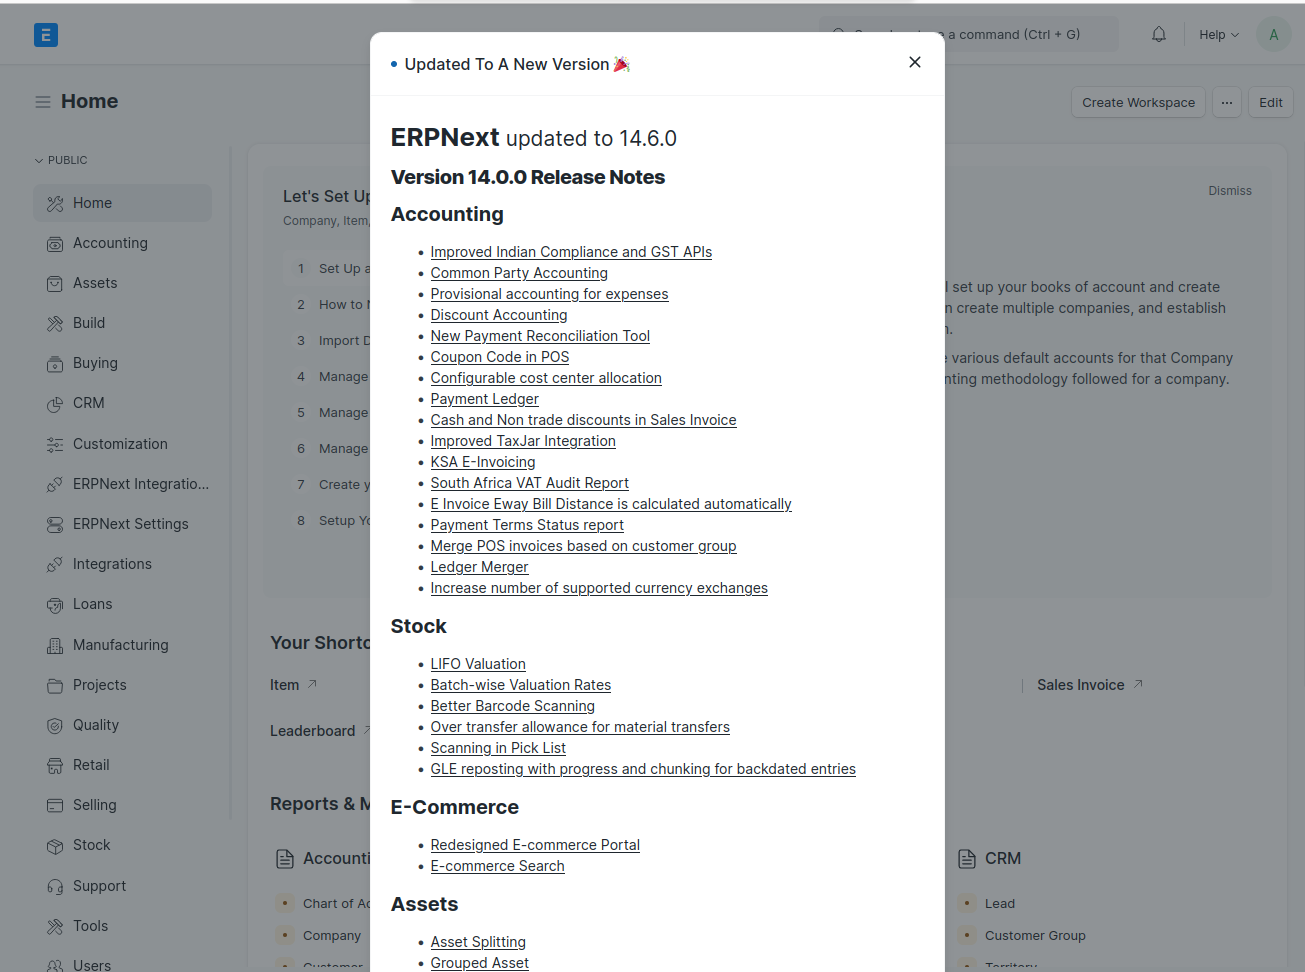 E
a command (Ctrl + G)
Help
A
Home
Create Workspace
...
Edit
PUBLIC
Home
Accounting
Assets
Build
Buying
CRM
Customization
ERPNext Integratio...
ERPNext Settings
Integrations
Loans
Manufacturing
Projects
Quality
Retail
Selling
Stock
Support
Tools
Users
Let's Set Up
Company, Item,
Dismiss
1 Set Up a
2 How to
3 Import
4 Manage
5 Manage
6 Manage
7 Create
8 Setup
set up your books of account and create
create multiple companies, and establish
various default accounts for that Company
methodology followed for a company.
Your
Item
Sales Invoice
Leaderboard
Reports &
Accounti
CRM
Chart of
Company
Customer
Lead
Customer Group
Territory
Updated To A New Version
ERPNext updated to 14.6.0
Version 14.0.0 Release Notes
Accounting
Improved Indian Compliance and GST APIs
Common Party Accounting
Provisional accounting for expenses
Discount Accounting
New Payment Reconciliation Tool
Coupon Code in POS
Configurable cost center allocation
Payment Ledger
Cash and Non trade discounts in Sales Invoice
Improved TaxJar Integration
KSA E-Invoicing
South Africa VAT Audit Report
E Invoice Eway Bill Distance is calculated automatically
Payment Terms Status report
Merge POS invoices based on customer group
Ledger Merger
Increase number of supported currency exchanges
Stock
LIFO Valuation
Batch-wise Valuation Rates
Better Barcode Scanning
Over transfer allowance for material transfers
Scanning in Pick List
GLE reposting with progress and chunking for backdated entries
E-Commerce
Redesigned E-commerce Portal
E-commerce Search
Assets
Asset Splitting
Grouped Asset